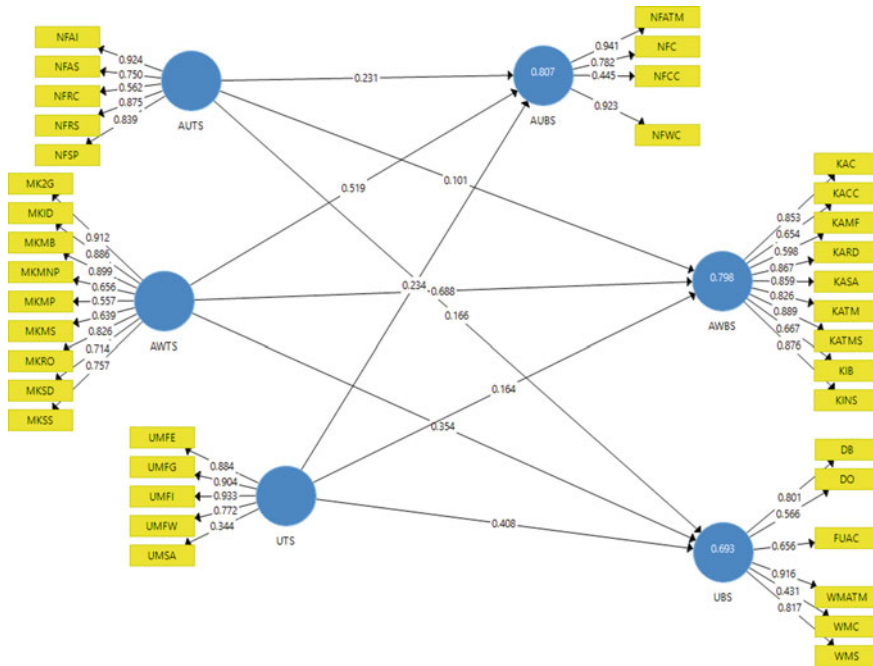 NFAI
NFAS
NFRC
NFRS
NFSP
0.924
0.750
0.562
0.875
0.839
AUTS
MK2G
MKID
MKMB
MKMNP
MKMP
MKMS
MKRO
MKSD
MKSS
0.912
0.886
0.899
0.656
0.557
0.639
0.826
0.714
0.757
AWTS
UMFE
UMFG
UMFI
UMFW
UMSA
0.884
0.904
0.933
0.772
0.344
UTS
0.231
0.101
0.166
0.519
0.688
0.354
0.234
0.164
0.408
0.807
AUBS
0.941
0.782
0.445
0.923
NFATM
NFC
NFCC
NFWC
0.798
AWBS
0.853
0.654
0.598
0.867
0.859
0.826
0.889
0.667
0.876
KAC
KACC
KAMF
KARD
KASA
KATM
KATMS
KIB
KINS
0.693
UBS
0.801
0.566
0.656
0.916
0.431
0.817
DB
DO
FUAC
WMATM
WMC
WMS